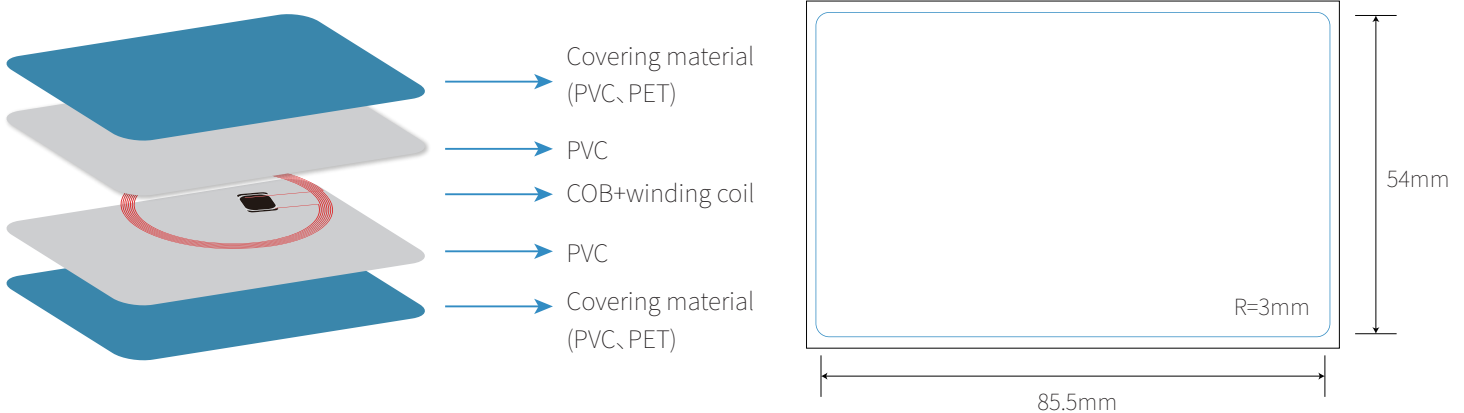 Covering material
(PVC、PET)
PVC
COB+winding coil
PVC
Covering material
(PVC、PET)
R=3mm
54mm
85.5mm